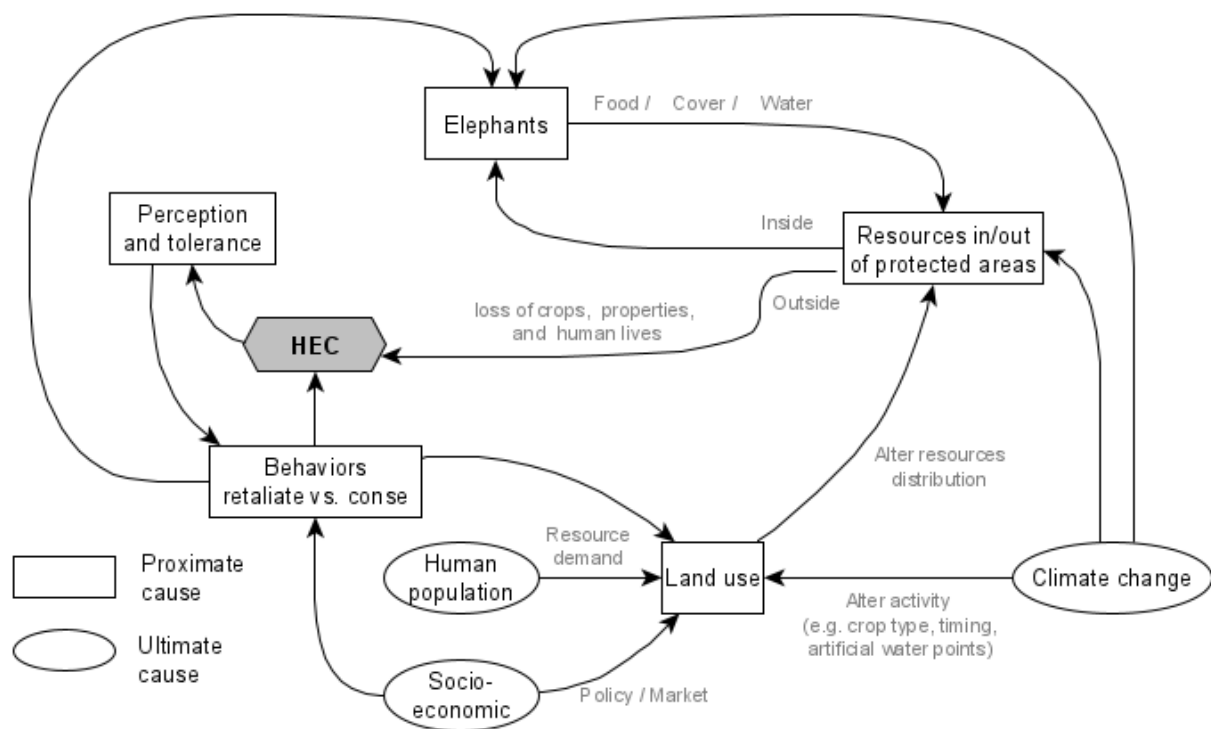 Elephants
Food / Cover / Water
Perception
and tolerance
Inside
Resources in/out
of protected areas
loss of crops, properties,
and human lives
Outside
HEC
Behaviors
retaliate vs. conse
Alter resources
distribution
Proximate
cause
Human
population
Resource
demand
Land use
Climate change
Alter activity
(e.g. crop type, timing,
artificial water points)
Ultimate
cause
Socio-
economic
Policy / Market